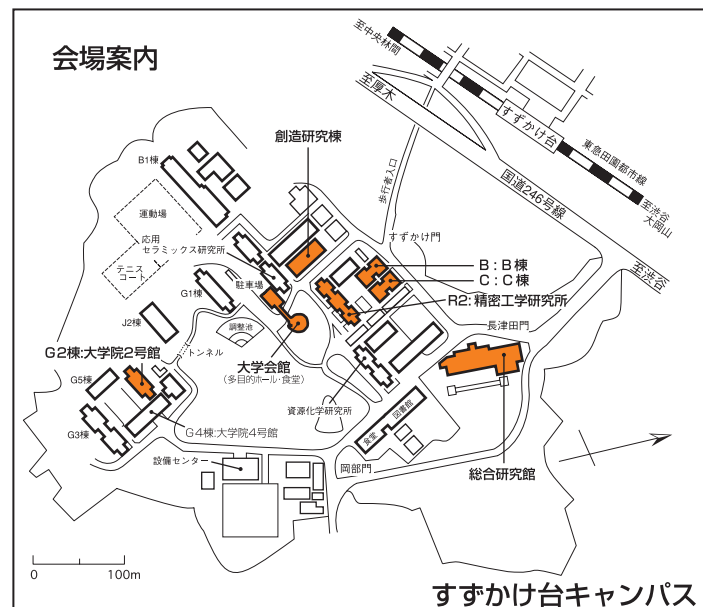 会場案内
至中央林間
至厚木
すずかけ台
東急田園都市線
国道246号線
至渋谷
大岡山
至渋谷
歩行者入口
すずかけ門
創造研究棟
B1棟
運動場
応用
セラミックス研究所
テニス
コート
駐車場
G1棟
B：B棟
C：C棟
R2：精密工学研究所
長津田門
J2棟
調整池
トンネル
大学会館
（多目的ホール・食堂）
G2棟：大学院2号館
G5棟
G3棟
G4棟：大学院4号館
資源化学研究所
図書館
食堂
総合研究館
設備センター
岡部門
0 100m
すずかけ台キャンパス